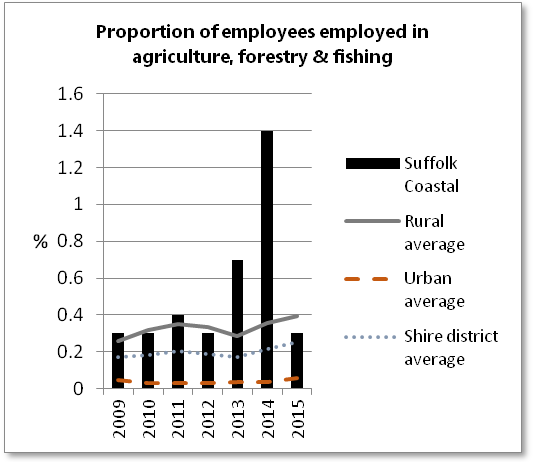 Proportion of employees employed in
agriculture, forestry & fishing
1.6
1.4
1.2
1
0.8
0.6
0.4
0.2
0
%
2009
2010
2011
2012
2013
2014
2015
Suffolk
Coastal
Rural
average
Urban
average
Shire district
average